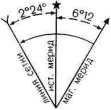 2°24° 6°12
линия сетки
ист. мерид
маг. мерид